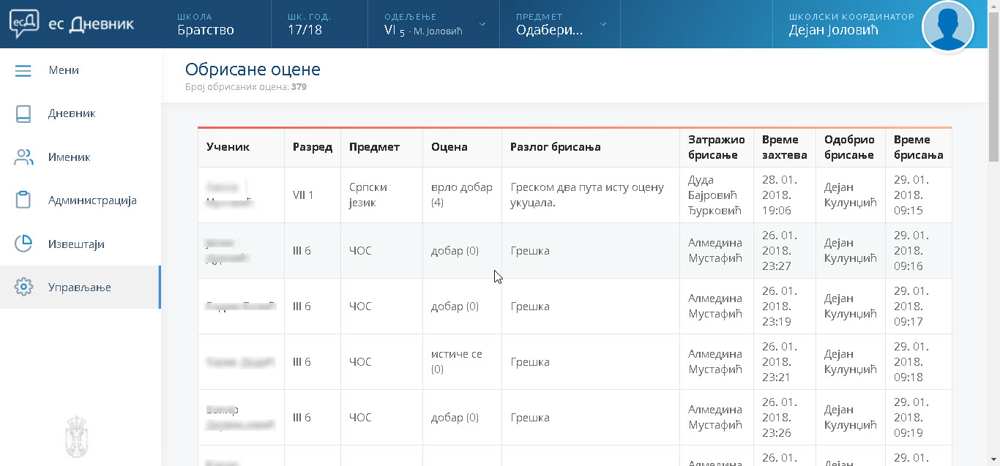 есД ес Дневник
ШКОЛА
Братство
ШК. ГОД.
17/18
ОДЕЉЕЊЕ
VI 5 - М. Јоловић
ПРЕДМЕТ
Одабери...
ШКОЛСКИ КООРДИНАТОР
Дејан Јоловић
Мени
Дневник
Именик
Администрација
Извештаји
Управљање
Обрисане оцене
Број обрисаних оцена: 379
Ученик
Разред
Предмет
Оцена
Разлог брисања
Затражио
брисање
Време
захтева
Одобрио
брисање
Време
брисања
VII 1
Српски
језик
врло добар
(4)
Греском два пута исту оцену
укуцала.
Дуда
Бајровић
Ђурковић
28. 01.
2018.
19:06
Дејан
Кулунџић
29. 01.
2018.
09:15
III 6
ЧОС
добар (0)
Грешка
Алмедина
Мустафић
26. 01.
2018.
23:27
Дејан
Кулунџић
29. 01.
2018.
09:16
III 6
ЧОС
добар (0)
Грешка
Алмедина
Мустафић
26. 01.
2018.
23:19
Дејан
Кулунџић
29. 01.
2018.
09:17
III 6
ЧОС
истиче се
(0)
Грешка
Алмедина
Мустафић
26. 01.
2018.
23:21
Дејан
Кулунџић
29. 01.
2018.
09:18
III 6
ЧОС
добар (0)
Грешка
Алмедина
Мустафић
26. 01.
2018.
23:26
Дејан
Кулунџић
29. 01.
2018.
09:19
Алмедина
26. 01.
Дејан
29. 01.